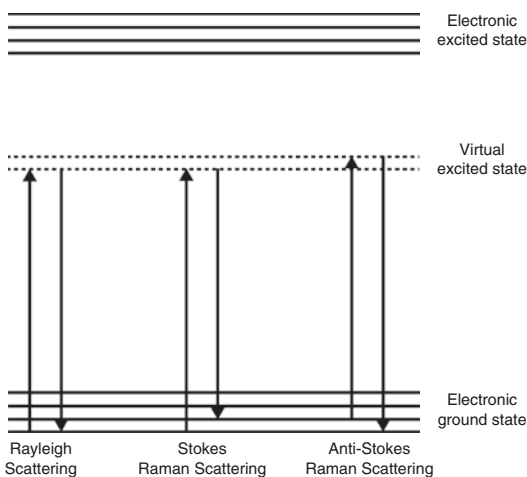 Electronic
excited state
Virtual
excited state
Electronic
ground state
Rayleigh
Scattering
Stokes
Raman Scattering
Anti-Stokes
Raman Scattering